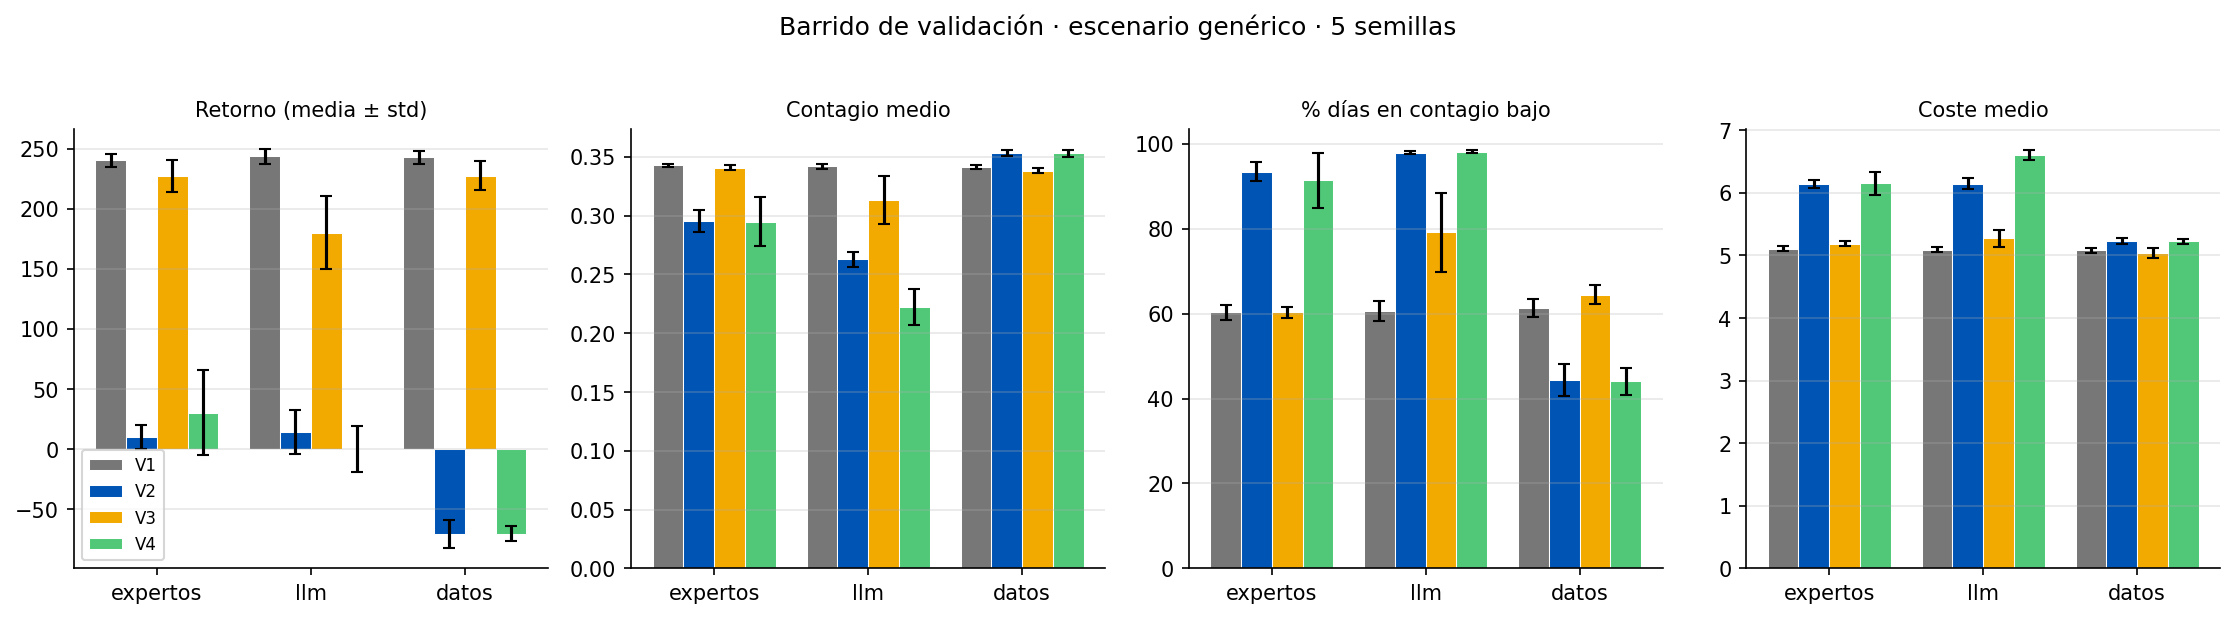 Barrido de validación · escenario genérico · 5 semillas
Retorno (media ± std)
250
200
150
100
50
0
−50
V1
V2
V3
V4
expertos llm datos
Contagio medio
0.35
0.30
0.25
0.20
0.15
0.10
0.05
0.00
expertos llm datos
% días en contagio bajo
100
80
60
40
20
0
expertos llm datos
Coste medio
7
6
5
4
3
2
1
0
expertos llm datos